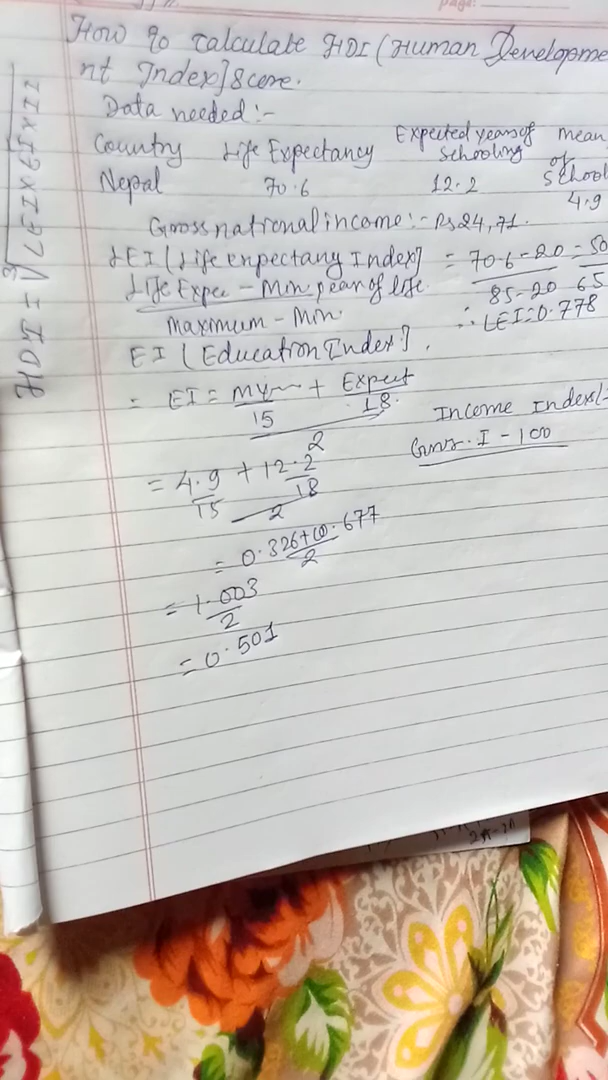 page:
How to calculate HDI (Human Developme
nt Index] Score.
Data needed :-
Country Life Expectancy Expected years of schooling mean of School
Nepal 70.6 12.2 4.9
Gross national income :- Rs 24,71.
LEI [Life enpectany Index] = 70.6-20 = 50
85-20 65
Life Expec - Min year of life
Maximum - Min
∴ LEI=0.778
EI [Education Index].
= EI = My + Expect
15 18
2
= 4.9 + 12.2
15 18
2
= 0.326+0.677
2
= 1.003
2
= 0.501
Income Index
I - 100
HDI = ³√LEI x EI x II